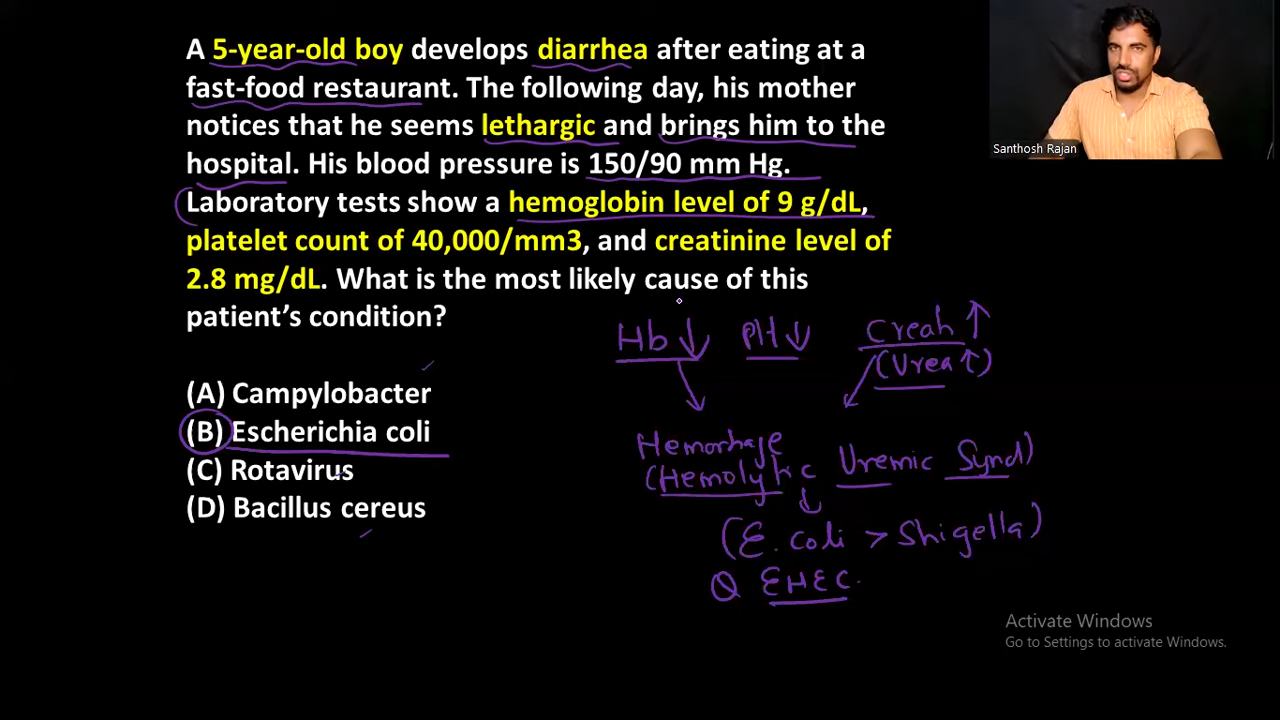 A 5-year-old boy develops diarrhea after eating at a
fast-food restaurant. The following day, his mother
notices that he seems lethargic and brings him to the
hospital. His blood pressure is 150/90 mm Hg.
Laboratory tests show a hemoglobin level of 9 g/dL,
platelet count of 40,000/mm3, and creatinine level of
2.8 mg/dL. What is the most likely cause of this
patient's condition?
(A) Campylobacter
(B) Escherichia coli
(C) Rotavirus
(D) Bacillus cereus
Hb↓ Plt↓ Creat ↑
(Urea ↑)
Hemorrhage
(Hemolytic Uremic Synd)
(E. coli > Shigella)
Q EHEC
Santhosh Rajan
Activate Windows
Go to Settings to activate Windows.